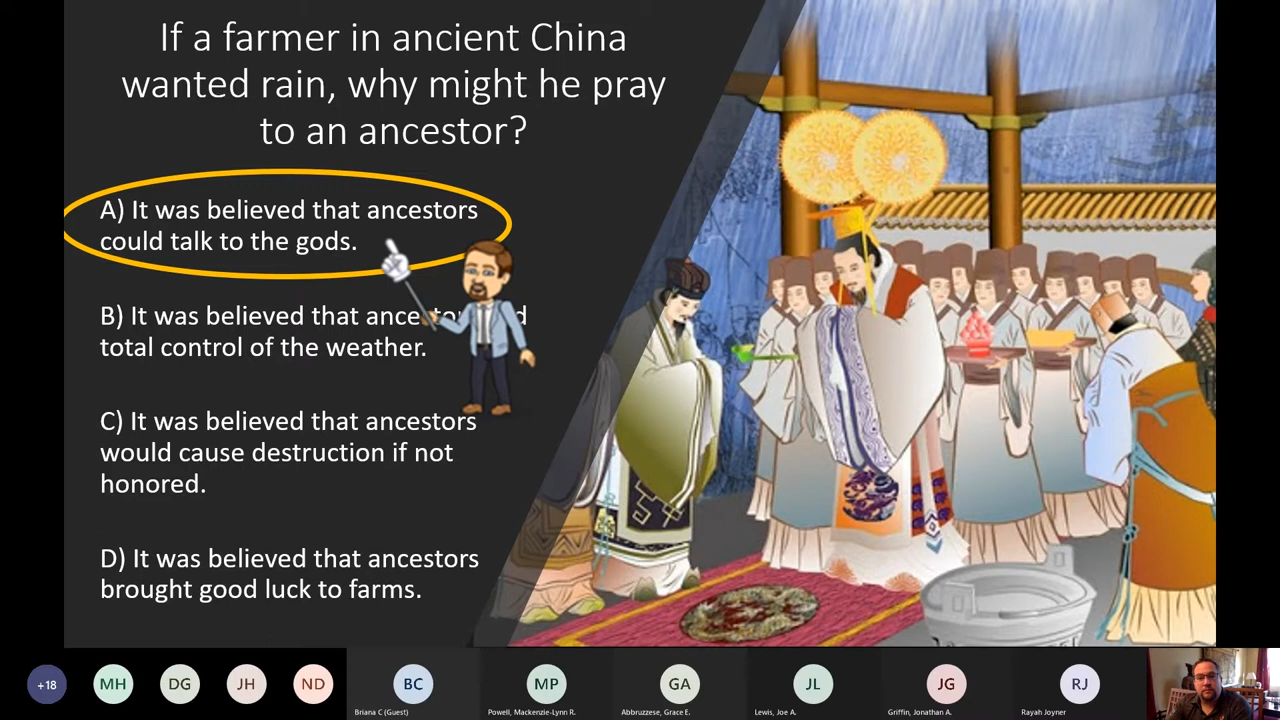 If a farmer in ancient China
wanted rain, why might he pray
to an ancestor?
A) It was believed that ancestors
could talk to the gods.
B) It was believed that
total control of the weather.
C) It was believed that ancestors
would cause destruction if not
honored.
D) It was believed that ancestors
brought good luck to farms.
+18
MH
DG
JH
ND
BC
MP
GA
JL
JG
RJ
Briana C (Guest)
Powell, Mackenzie-Lynn R.
Abbruzzese, Grace E.
Lewis, Joe A.
Griffin, Jonathan A.
Rayah Joyner